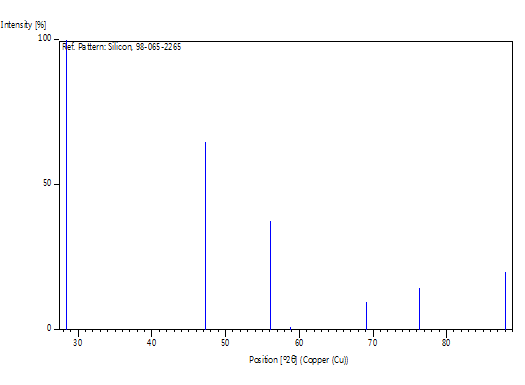 Intensity [%]
100
Ref. Pattern: Silicon, 98-065-2265
50
0
30 40 50 60 70 80
Position [°2θ] (Copper (Cu))